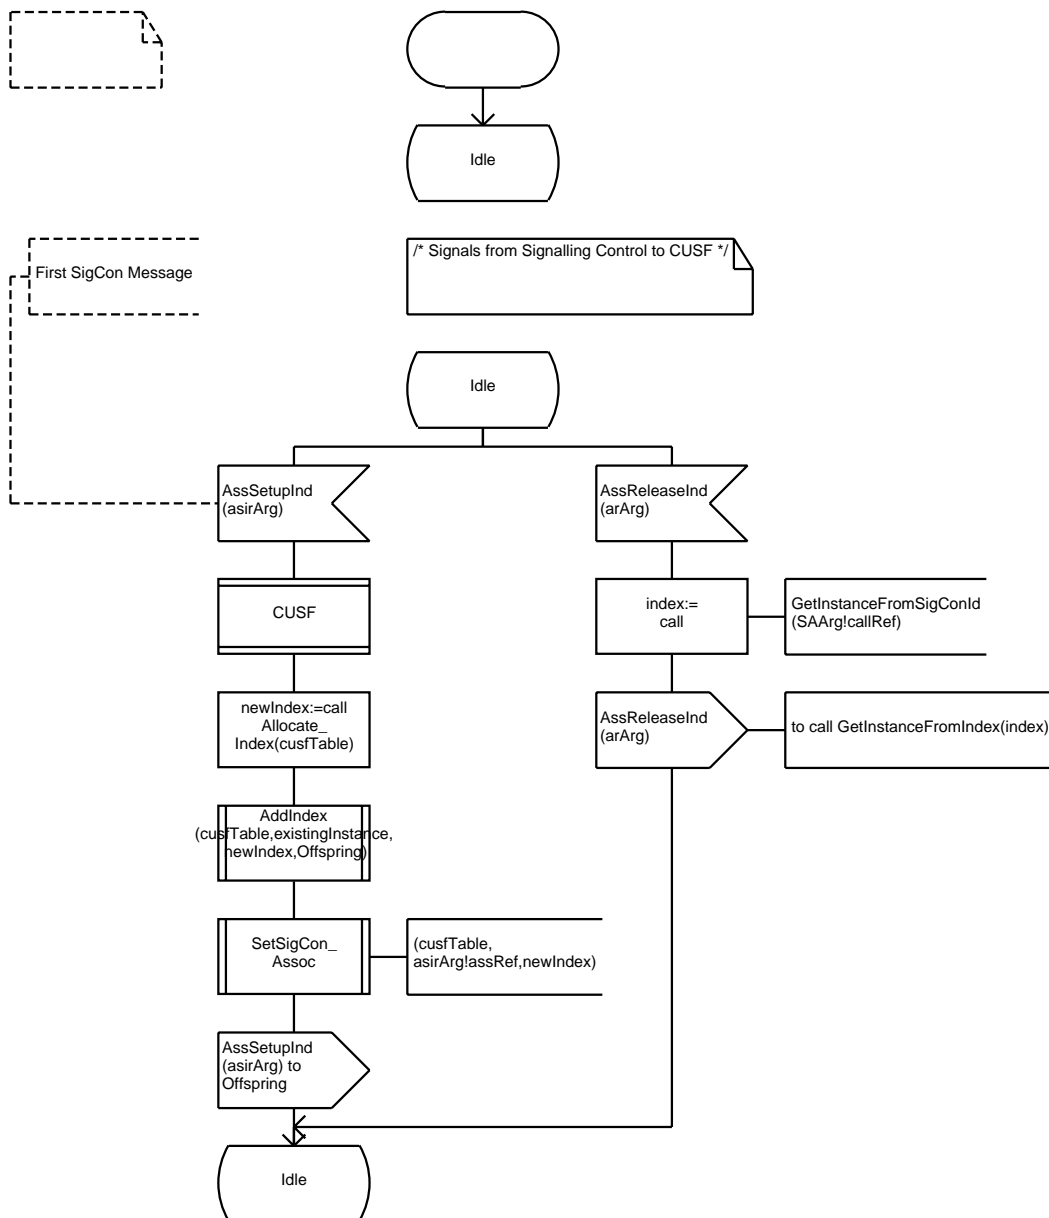 Idle
First SigCon Message
/* Signals from Signalling Control to CUSF */
Idle
AssSetupInd
(asirArg)
AssReleaseInd
(arArg)
CUSF
index:=
call
GetInstanceFromSigConId
(SAArg!callRef)
newIndex:=call
Allocate_
Index(cusfTable)
AssReleaseInd
(arArg)
to call GetInstanceFromIndex(index)
AddIndex
(cusfTable,existingInstance,
newIndex,Offspring)
SetSigCon_
Assoc
(cusfTable,
asirArg!assRef,newIndex)
AssSetupInd
(asirArg) to
Offspring
Idle